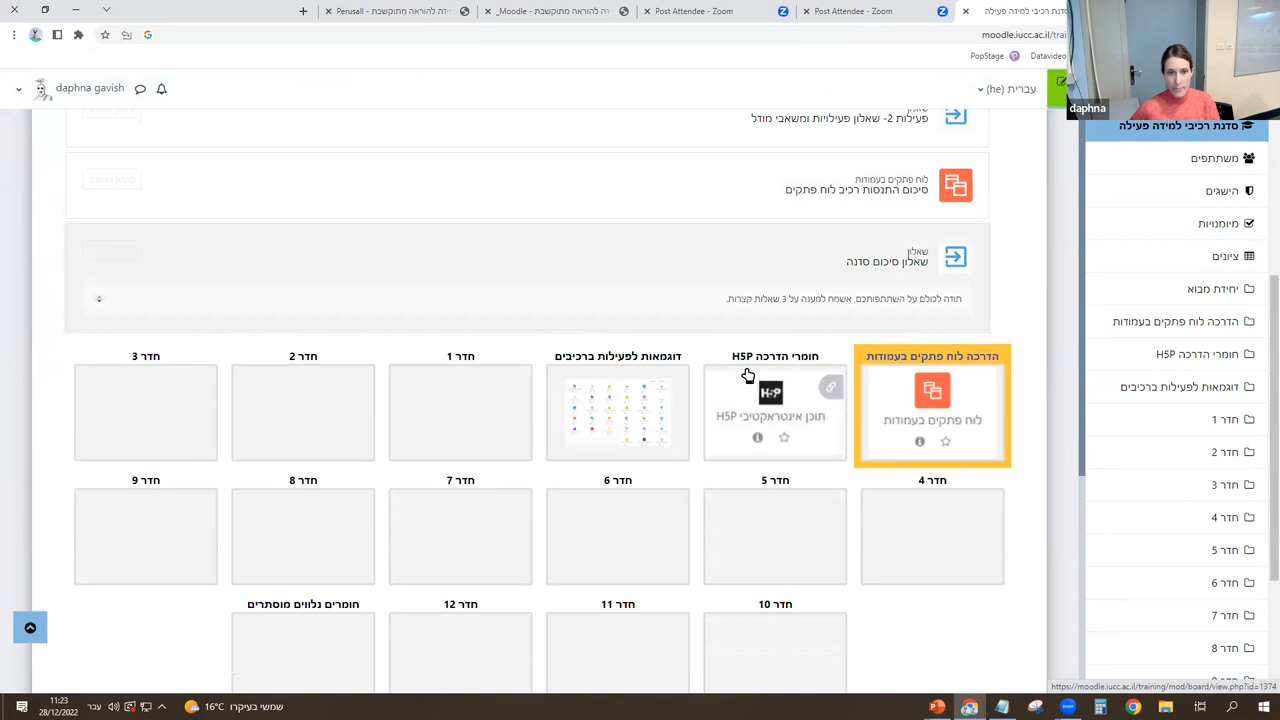 Perusall - להוראה מתוקשבת
_Moodle - להוראה מתוקשבת
Post Attendee - Zoom
Post Attendee - Zoom
סדנת רכיבי למידה פעילה
moodle.iucc.ac.il/trai
PopStage
Datavideo
daphna gavish
עברית ‎(he)‎
daphna
שאלון
פעילות 2- שאלון פעילויות ומשאבי מודל
לוח פתקים בעמודות
סיכום התנסות רכיב לוח פתקים
שאלון
שאלון סיכום סדנה
תודה לכולם על השתתפותכם, אשמח למענה על 3 שאלות קצרות.
הדרכה לוח פתקים בעמודות
חומרי הדרכה H5P
דוגמאות לפעילות ברכיבים
חדר 1
חדר 2
חדר 3
לוח פתקים בעמודות
תוכן אינטראקטיבי H5P
חדר 4
חדר 5
חדר 6
חדר 7
חדר 8
חדר 9
חדר 10
חדר 11
חדר 12
חומרים נלווים מוסתרים
סדנת רכיבי למידה פעילה
משתתפים
הישגים
מיומנויות
ציונים
יחידת מבוא
הדרכה לוח פתקים בעמודות
חומרי הדרכה H5P
דוגמאות לפעילות ברכיבים
חדר 1
חדר 2
חדר 3
חדר 4
חדר 5
חדר 6
חדר 7
חדר 8
https://moodle.iucc.ac.il/training/mod/board/view.php?id=1374
11:23
28/12/2022
עבר
16°C שמשי בעיקרו